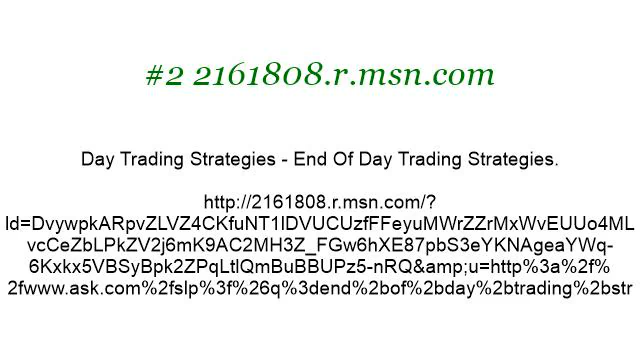 #2 2161808.r.msn.com
Day Trading Strategies - End Of Day Trading Strategies.
http://2161808.r.msn.com/?
ld=DvywpkARpvZLVZ4CKfuNT1lDVUCUzfFFeyuMWrZZrMxWvEUUo4ML
vcCeZbLPkZV2j6mK9AC2MH3Z_FGw6hXE87pbS3eYKNAgeaYWq-
6Kxkx5VBSyBpk2ZPqLtlQmBuBBUPz5-nRQ&amp;u=http%3a%2f%
2fwww.ask.com%2fslp%3f%26q%3dend%2bof%2bday%2btrading%2bstr